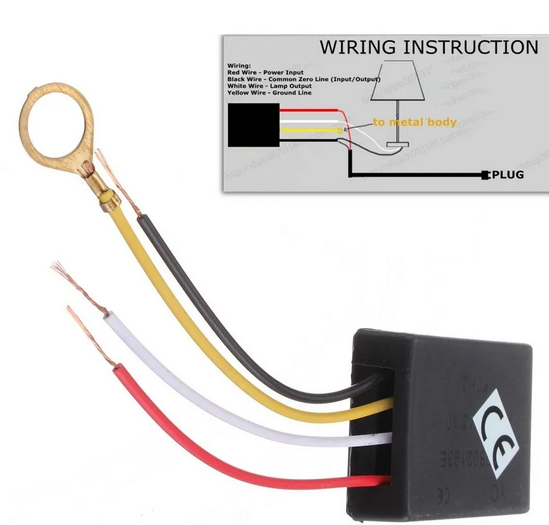 WIRING INSTRUCTION
Wiring:
Red Wire - Power Input
Black Wire - Common Zero Line (Input/Output)
White Wire - Lamp Output
Yellow Wire - Ground Line
to metal body
PLUG
CE